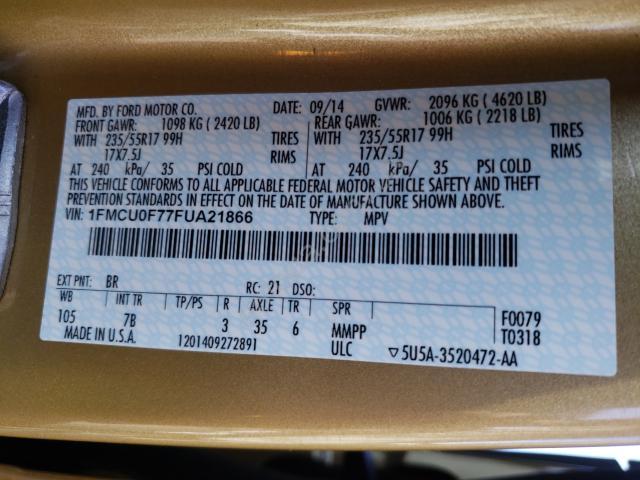 MFD. BY FORD MOTOR CO. DATE: 09/14 GVWR: 2096 KG ( 4620 LB)
FRONT GAWR: 1098 KG ( 2420 LB) REAR GAWR: 1006 KG ( 2218 LB)
WITH 235/55R17 99H TIRES WITH 235/55R17 99H TIRES
17X7.5J RIMS 17X7.5J RIMS
AT 240 kPa/ 35 PSI COLD AT 240 kPa/ 35 PSI COLD
THIS VEHICLE CONFORMS TO ALL APPLICABLE FEDERAL MOTOR VEHICLE SAFETY AND THEFT
PREVENTION STANDARDS IN EFFECT ON THE DATE OF MANUFACTURE SHOWN ABOVE.
VIN: 1FMCU0F77FUA21866 TYPE: MPV
EXT PNT: BR RC: 21 DSO:
WB INT TR TP/PS R AXLE TR SPR F0079
105 7B 3 35 6 MMPP T0318
MADE IN U.S.A. 1201409272891 ULC ▽5U5A-3520472-AA